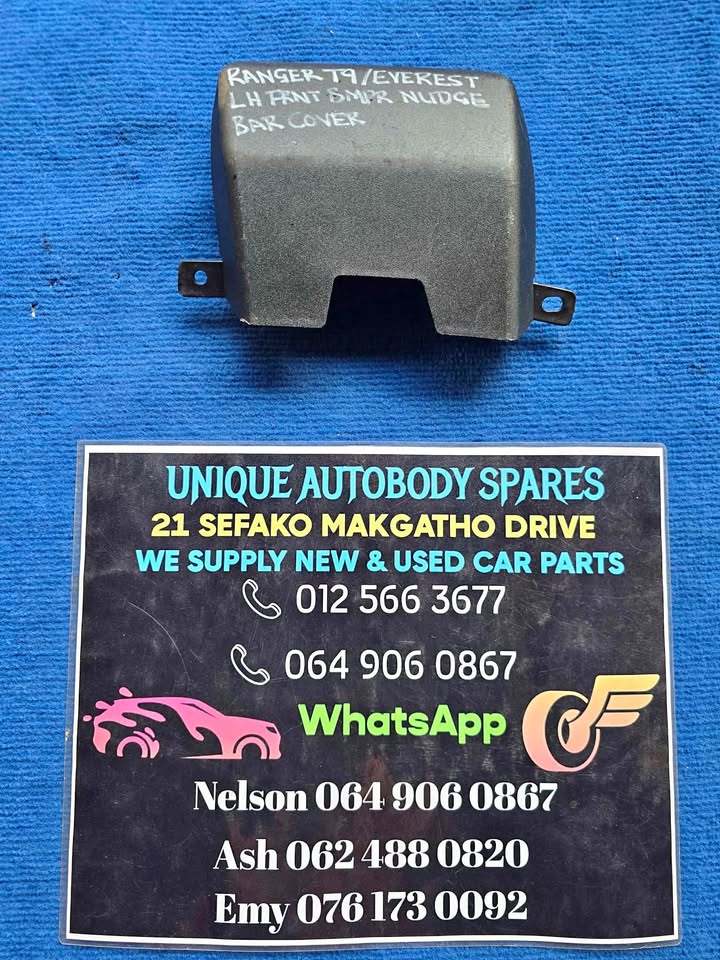 RANGER T9/EVEREST
LH FRNT BMPR NUDGE
BAR COVER
UNIQUE AUTOBODY SPARES
21 SEFAKO MAKGATHO DRIVE
WE SUPPLY NEW & USED CAR PARTS
012 566 3677
064 906 0867
WhatsApp
Nelson 064 906 0867
Ash 062 488 0820
Emy 076 173 0092